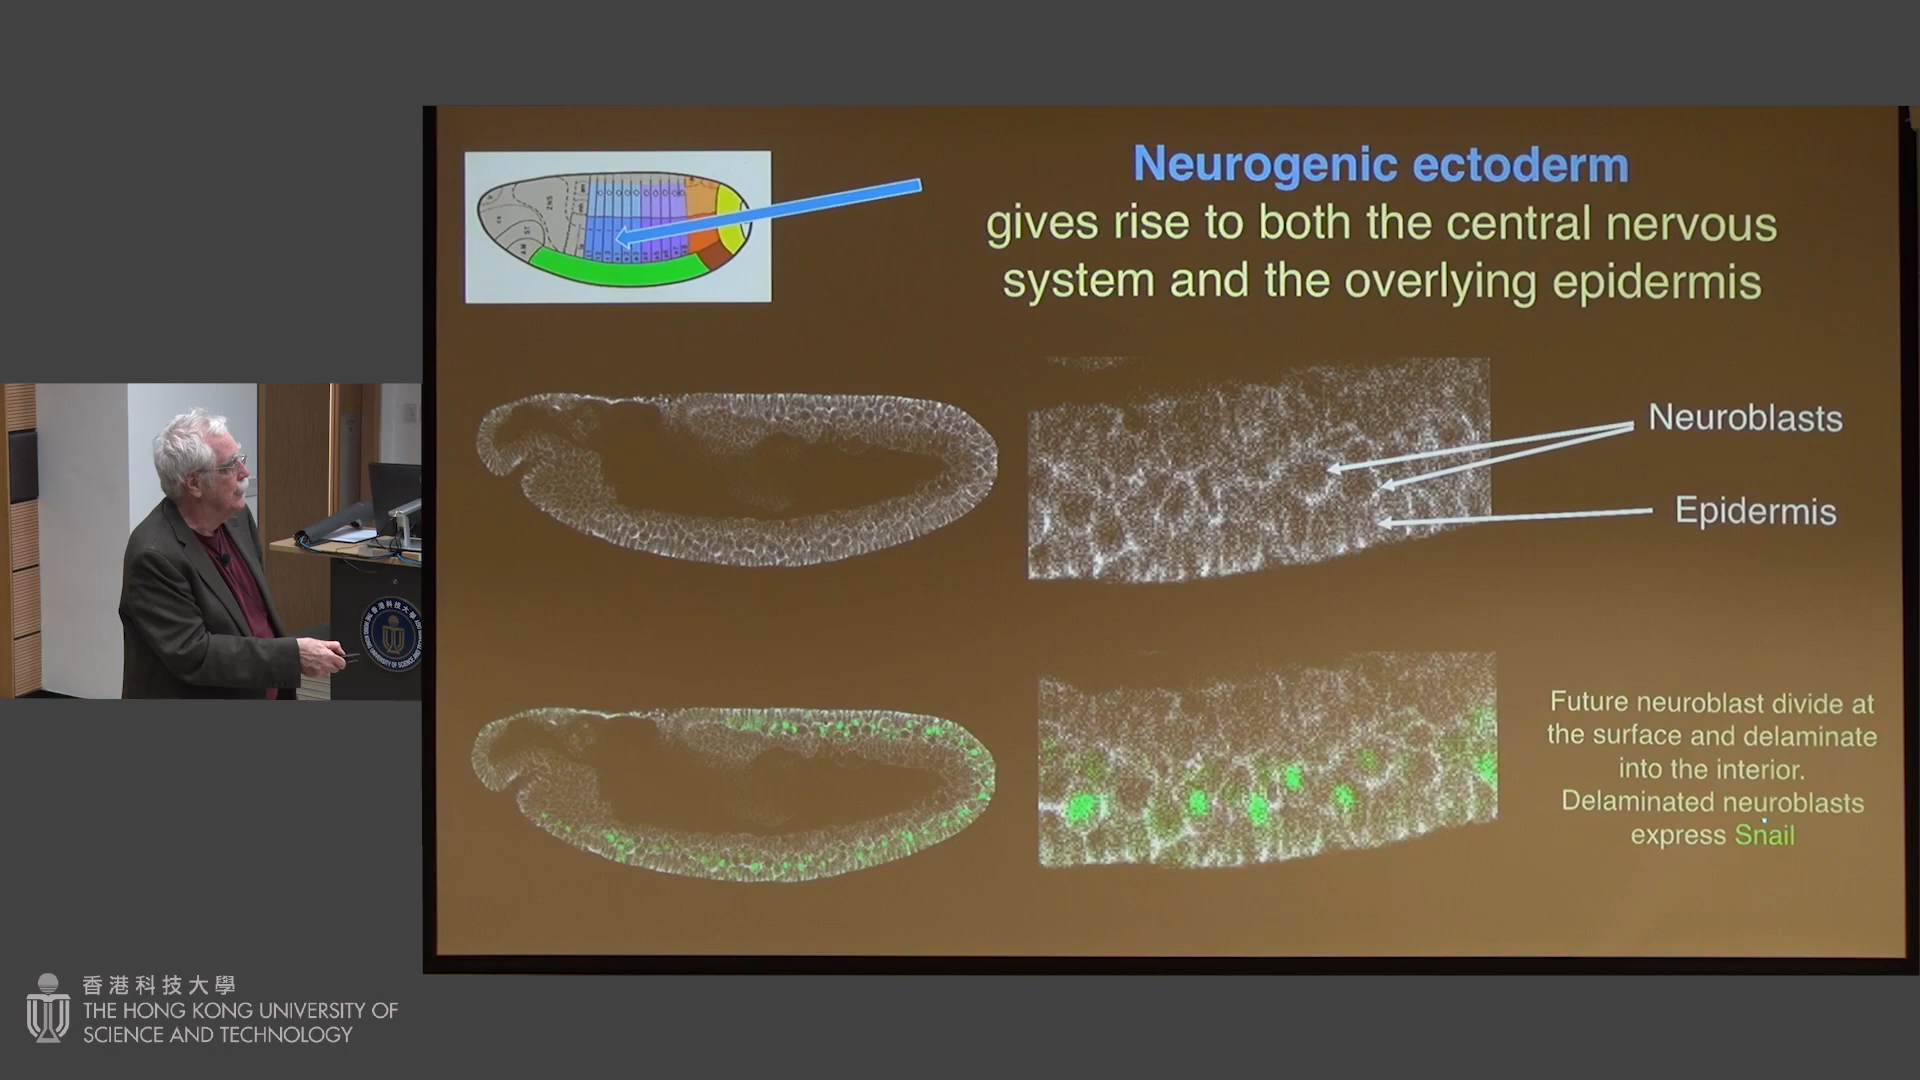 Neurogenic ectoderm
gives rise to both the central nervous
system and the overlying epidermis
Neuroblasts
Epidermis
Future neuroblast divide at
the surface and delaminate
into the interior.
Delaminated neuroblasts
express Snail
香港科技大學
THE HONG KONG UNIVERSITY OF
SCIENCE AND TECHNOLOGY